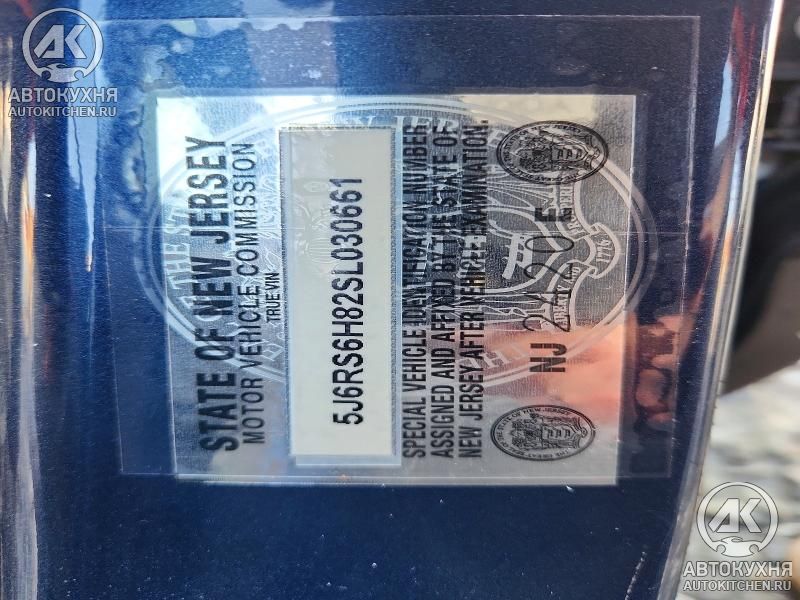 АВТОКУХНЯ
AUTOKITCHEN.RU
STATE OF NEW JERSEY
MOTOR VEHICLE COMMISSION
TRUE VIN
5J6RS6H82SL030661
SPECIAL VEHICLE IDENTIFICATION NUMBER
ASSIGNED AND AFFIXED BY THE STATE OF
NEW JERSEY AFTER VEHICLE EXAMINATION.
NJ 2420 E
АВТОКУХНЯ
AUTOKITCHEN.RU